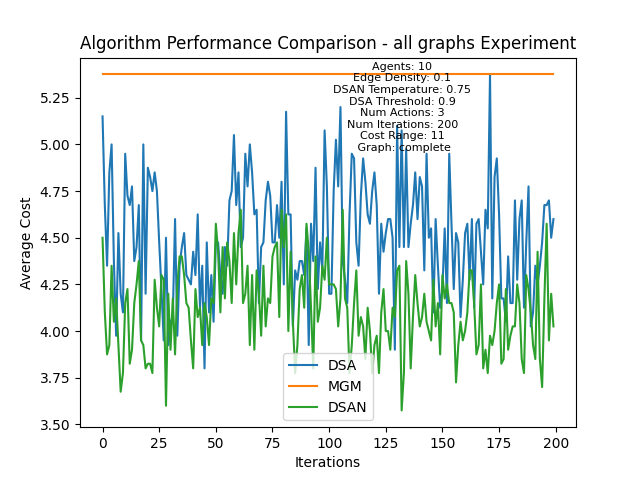 Algorithm Performance Comparison - all graphs Experiment
Agents: 10
Edge Density: 0.1
DSAN Temperature: 0.75
DSA Threshold: 0.9
Num Actions: 3
Num Iterations: 200
Cost Range: 11
Graph: complete
Average Cost
5.25
5.00
4.75
4.50
4.25
4.00
3.75
3.50
DSA
MGM
DSAN
0 25 50 75 100 125 150 175 200
Iterations